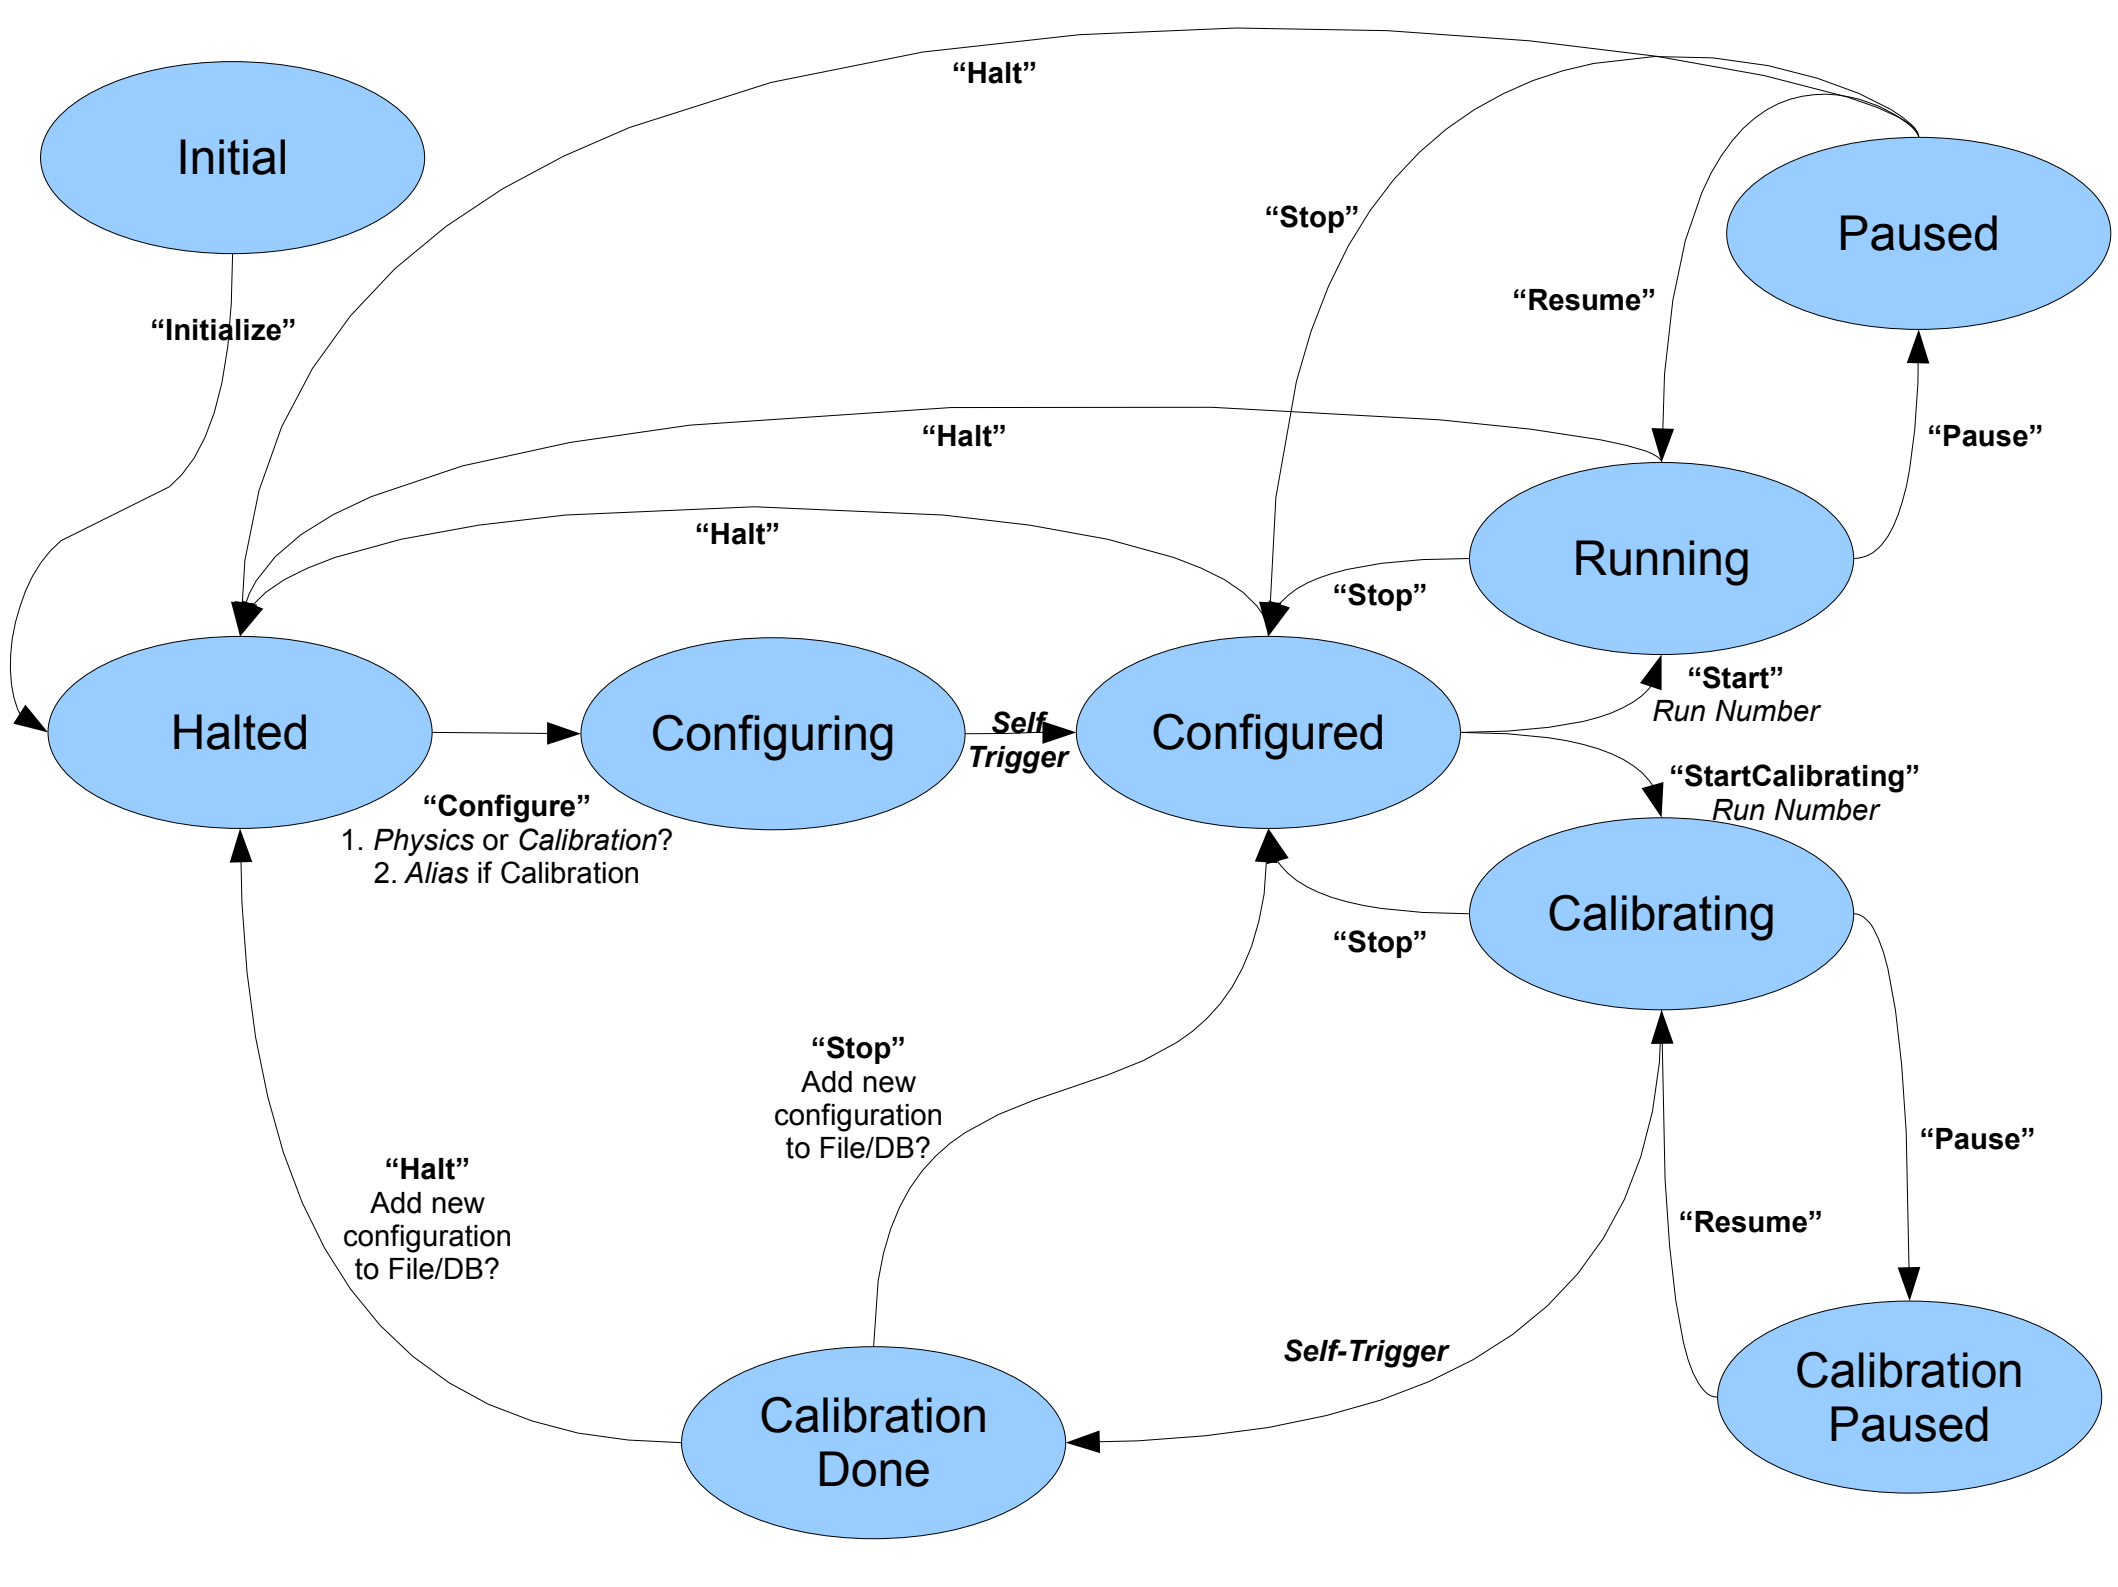 “Halt”
Initial
“Stop”
Paused
“Resume”
“Initialize”
“Halt”
“Pause”
“Halt”
Running
“Stop”
“Start”
Run Number
Halted
Configuring
Self
Trigger
Configured
“StartCalibrating”
Run Number
“Configure”
1. Physics or Calibration?
2. Alias if Calibration
Calibrating
“Stop”
“Stop”
Add new
configuration
to File/DB?
“Pause”
“Halt”
Add new
configuration
to File/DB?
“Resume”
Self-Trigger
Calibration
Paused
Calibration
Done